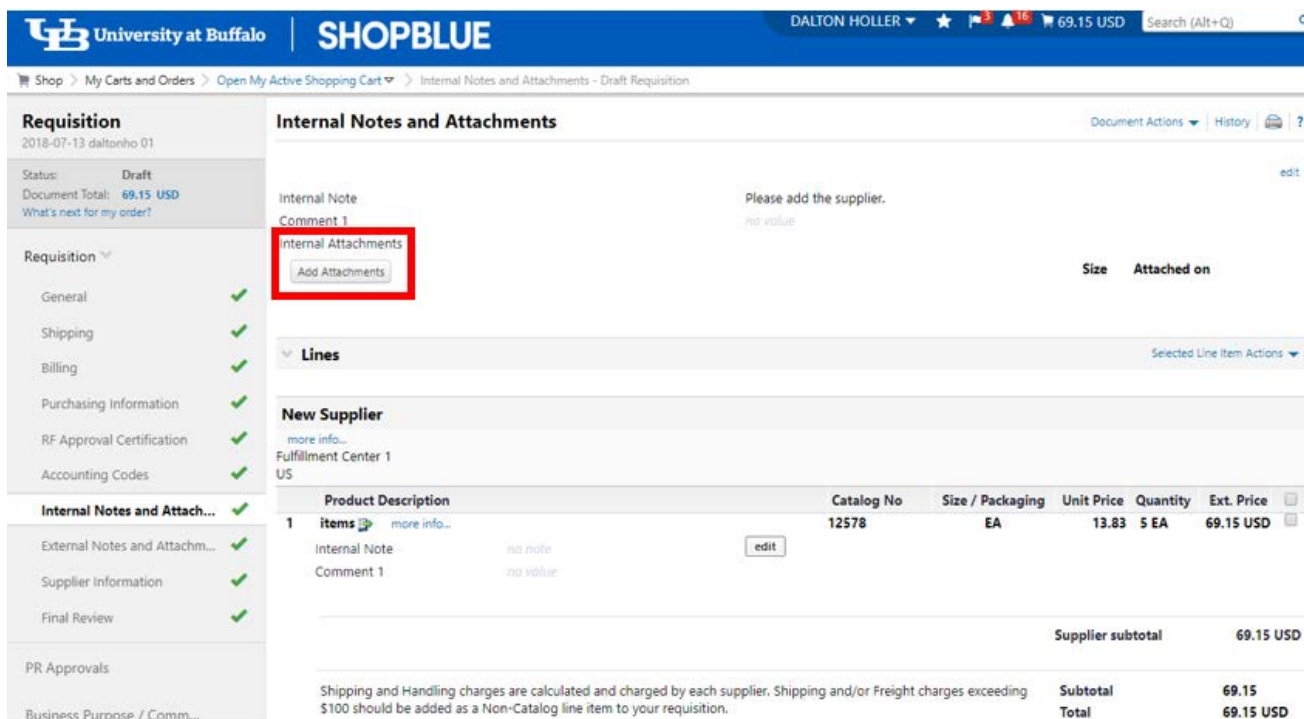 University at Buffalo SHOPBLUE
DALTON HOLLER 3 16 69.15 USD Search (Alt+Q)
Shop > My Carts and Orders > Open My Active Shopping Cart > Internal Notes and Attachments - Draft Requisition
Requisition
2018-07-13 daltonho 01
Status: Draft
Document Total: 69.15 USD
What's next for my order?
Requisition
General
Shipping
Billing
Purchasing Information
RF Approval Certification
Accounting Codes
Internal Notes and Attach...
External Notes and Attachm...
Supplier Information
Final Review
PR Approvals
Business Purpose / Comm...
Internal Notes and Attachments
Document Actions History ?
edit
Internal Note Please add the supplier.
Comment 1 no value
Internal Attachments
Add Attachments Size Attached on
Lines Selected Line Item Actions
New Supplier
more info...
Fulfillment Center 1
US
Product Description Catalog No Size / Packaging Unit Price Quantity Ext. Price
1 items more info... 12578 EA 13.83 5 EA 69.15 USD
Internal Note no note edit
Comment 1 no value
Supplier subtotal 69.15 USD
Shipping and Handling charges are calculated and charged by each supplier. Shipping and/or Freight charges exceeding
$100 should be added as a Non-Catalog line item to your requisition.
Subtotal 69.15
Total 69.15 USD